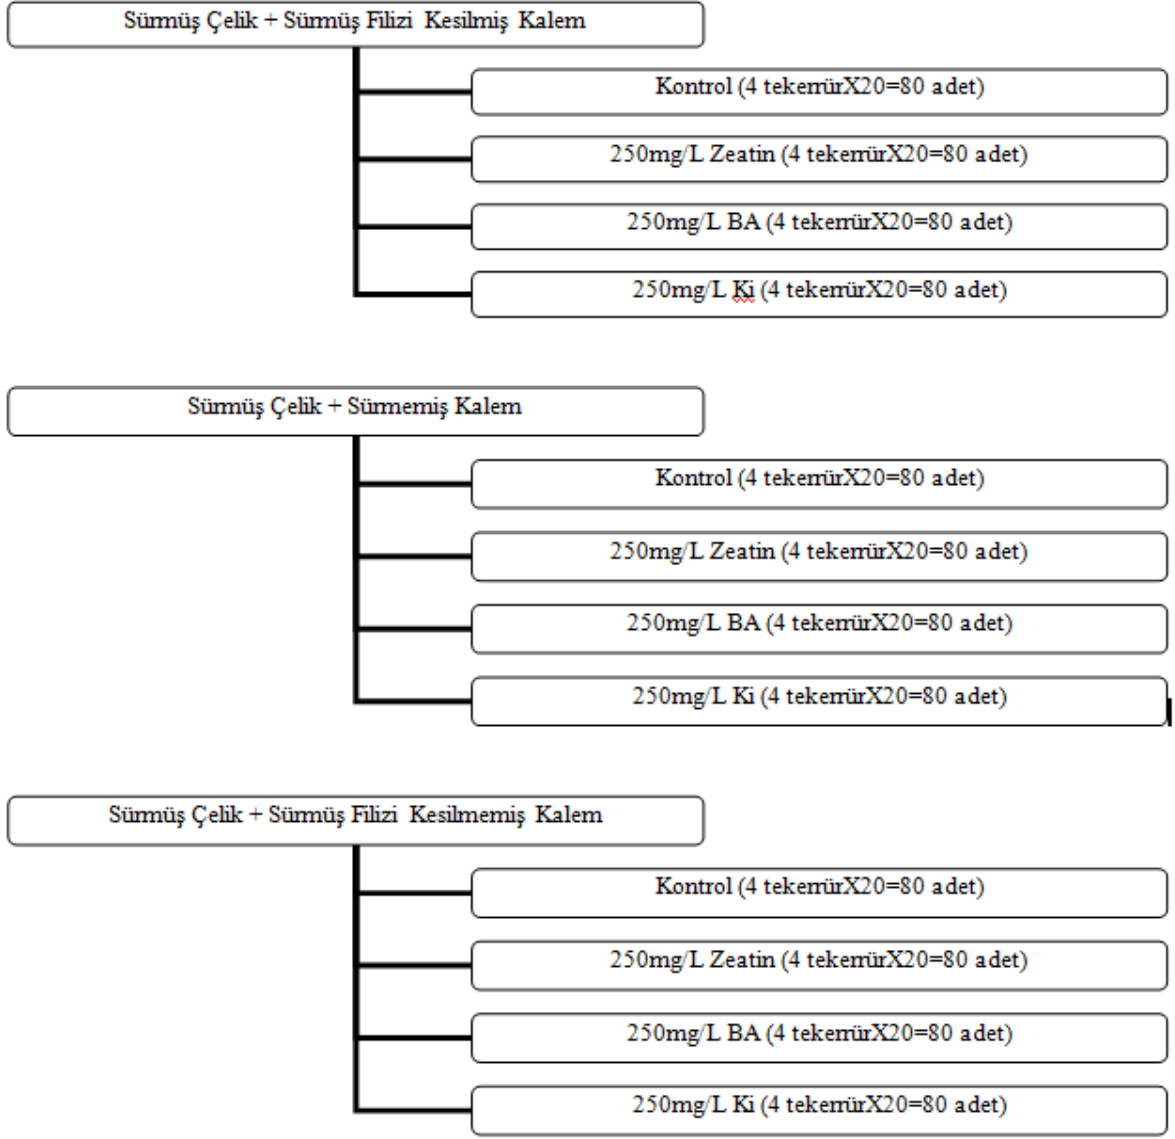 Sürmüş Çelik + Sürmüş Filizi Kesilmiş Kalem
Kontrol (4 tekerrürX20=80 adet)
250mg/L Zeatin (4 tekerrürX20=80 adet)
250mg/L BA (4 tekerrürX20=80 adet)
250mg/L Ki (4 tekerrürX20=80 adet)
Sürmüş Çelik + Sürmemiş Kalem
Kontrol (4 tekerrürX20=80 adet)
250mg/L Zeatin (4 tekerrürX20=80 adet)
250mg/L BA (4 tekerrürX20=80 adet)
250mg/L Ki (4 tekerrürX20=80 adet)
Sürmüş Çelik + Sürmüş Filizi Kesilmemiş Kalem
Kontrol (4 tekerrürX20=80 adet)
250mg/L Zeatin (4 tekerrürX20=80 adet)
250mg/L BA (4 tekerrürX20=80 adet)
250mg/L Ki (4 tekerrürX20=80 adet)